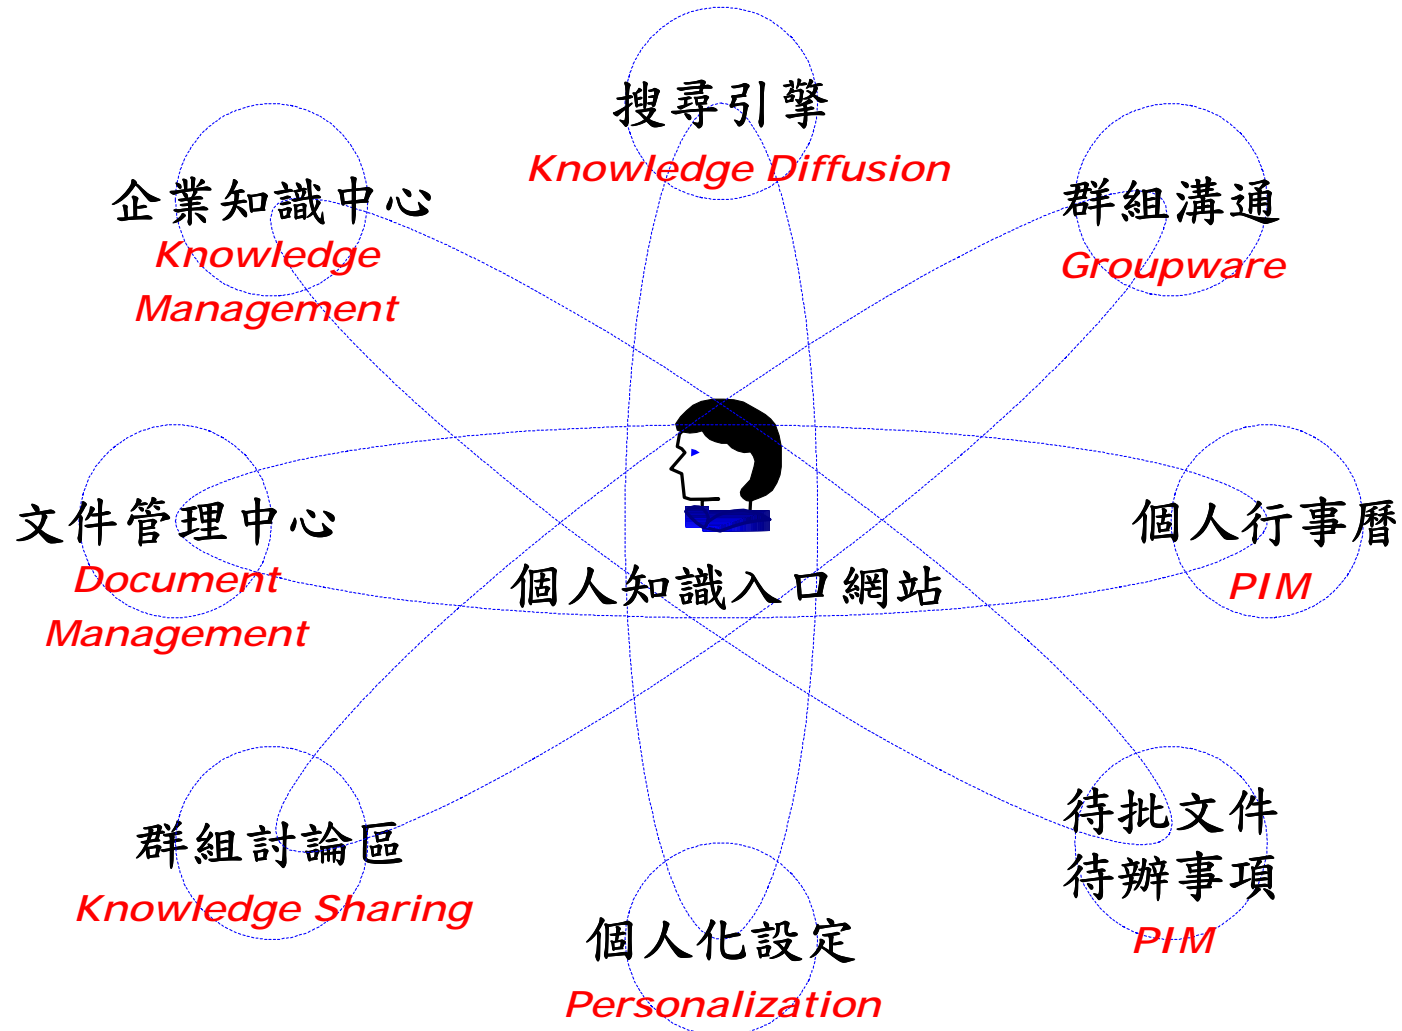 搜尋引擎
Knowledge Diffusion
企業知識中心
Knowledge
Management
群組溝通
Groupware
文件管理中心
Document
Management
個人知識入口網站
個人行事曆
PIM
群組討論區
Knowledge Sharing
個人化設定
Personalization
待批文件
待辦事項
PIM